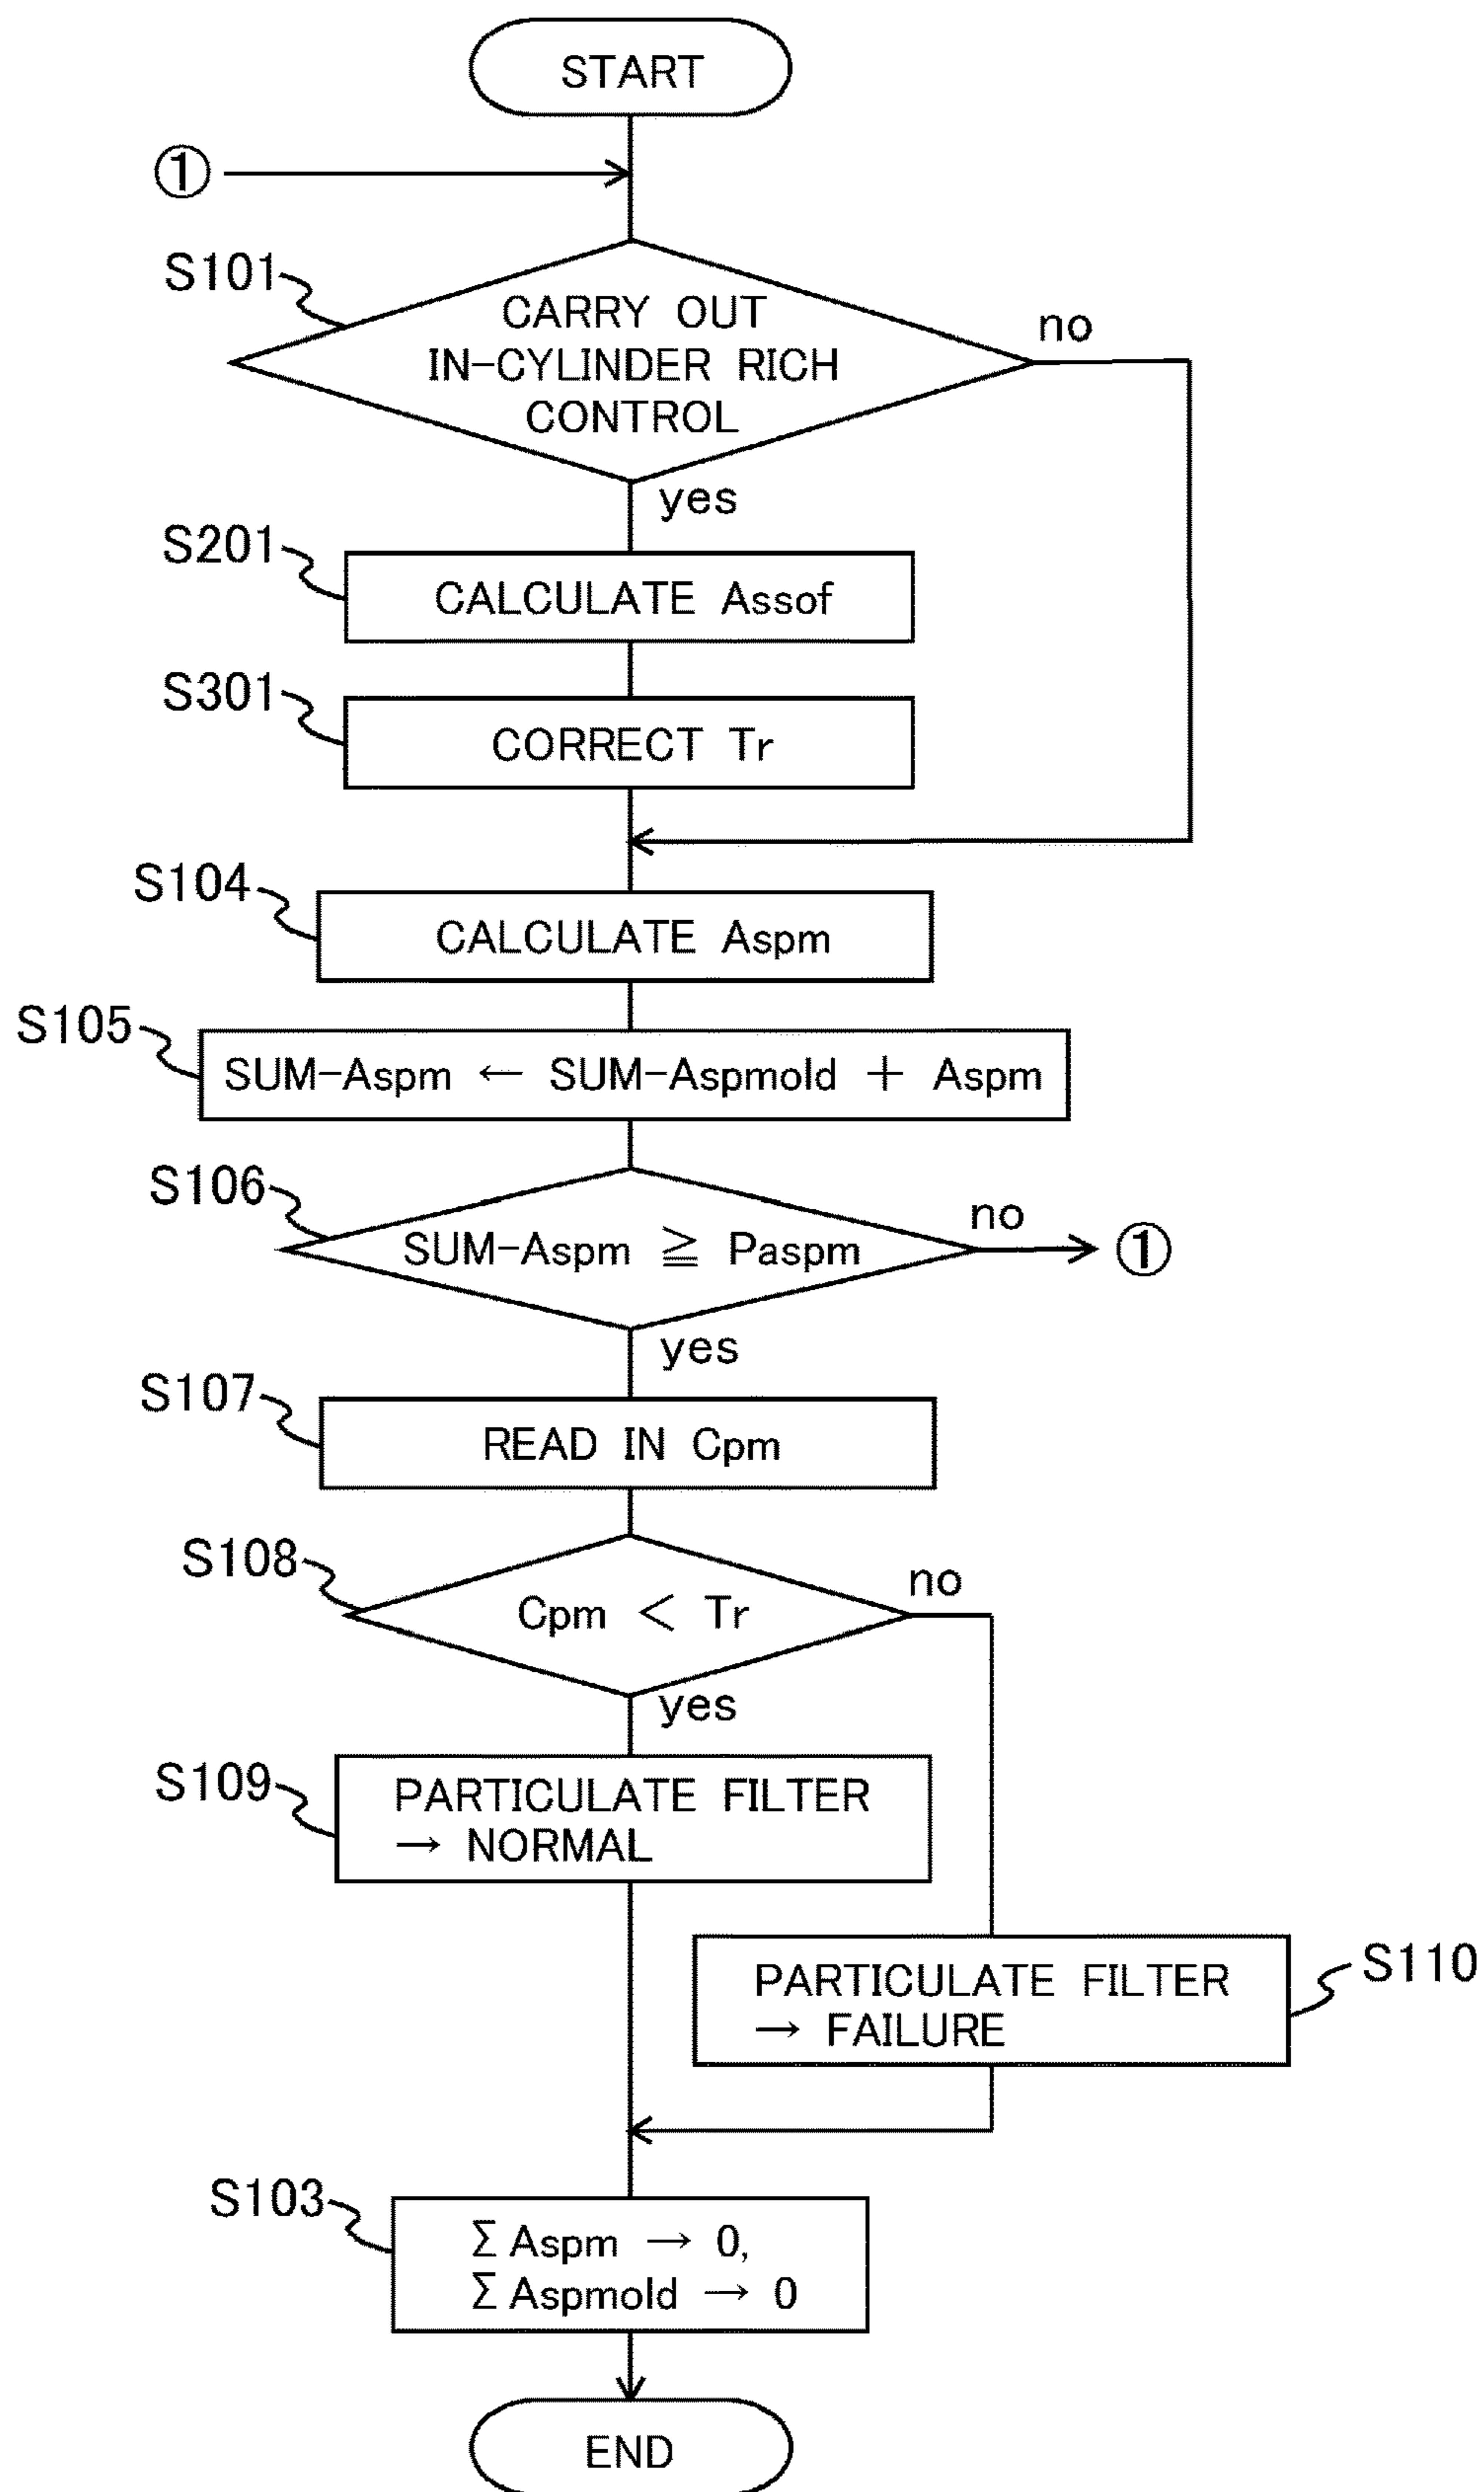 START
①
S101
CARRY OUT
IN-CYLINDER RICH
CONTROL
no
yes
S201
CALCULATE Assof
S301
CORRECT Tr
S104
CALCULATE Aspm
S105
SUM-Aspm ← SUM-Aspmold + Aspm
S106
SUM-Aspm ≧ Paspm
no
①
yes
S107
READ IN Cpm
S108
Cpm < Tr
no
yes
S109
PARTICULATE FILTER
→ NORMAL
PARTICULATE FILTER
→ FAILURE
S110
S103
Σ Aspm → 0,
Σ Aspmold → 0
END